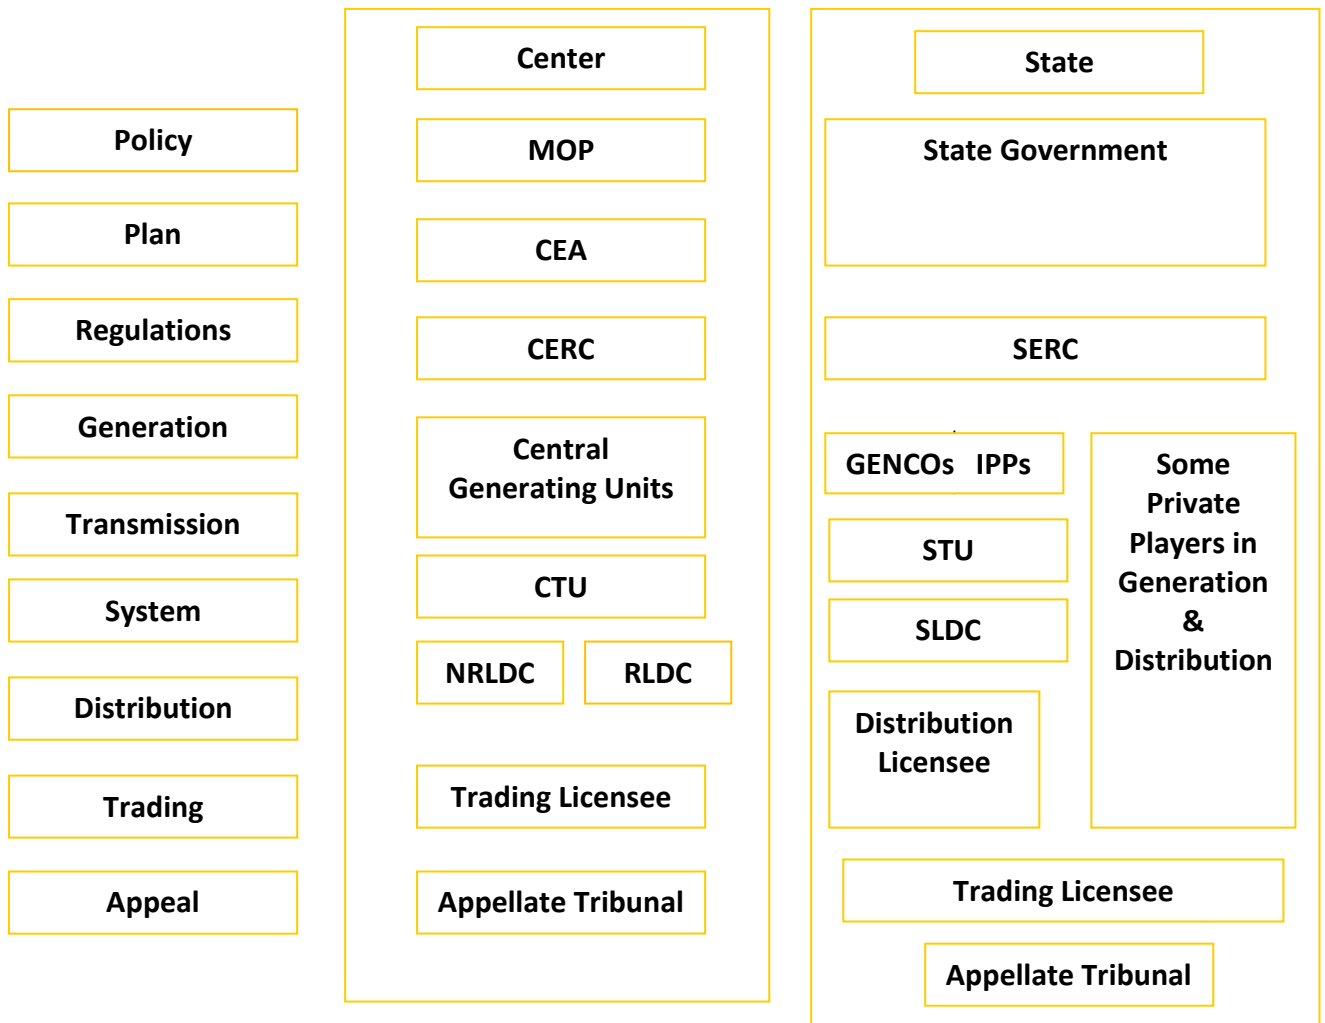 Center
State
Policy
MOP
State Government
Plan
CEA
Regulations
CERC
SERC
Generation
Central
Generating Units
GENCOs IPPs
Some
Private
Players in
Generation
&
Distribution
Transmission
STU
System
CTU
SLDC
NRLDC
RLDC
Distribution
Distribution
Licensee
Trading
Trading Licensee
Trading Licensee
Appeal
Appellate Tribunal
Appellate Tribunal